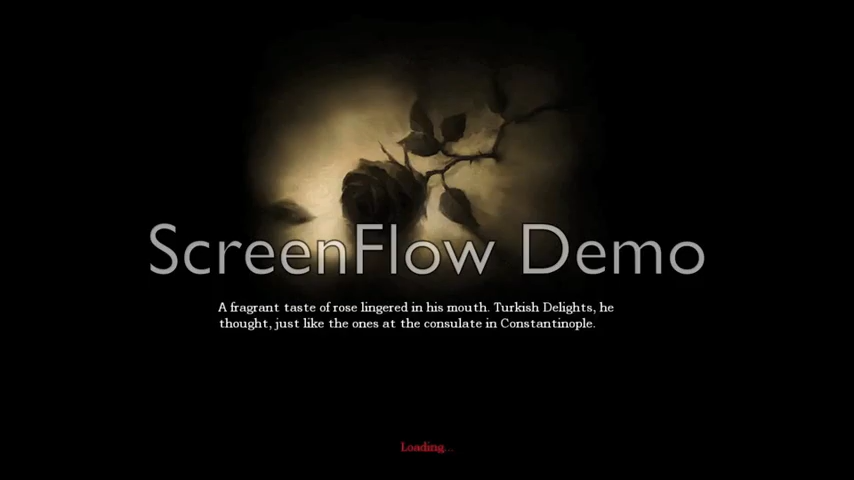 ScreenFlow Demo
A fragrant taste of rose lingered in his mouth. Turkish Delights, he
thought, just like the ones at the consulate in Constantinople.
Loading...